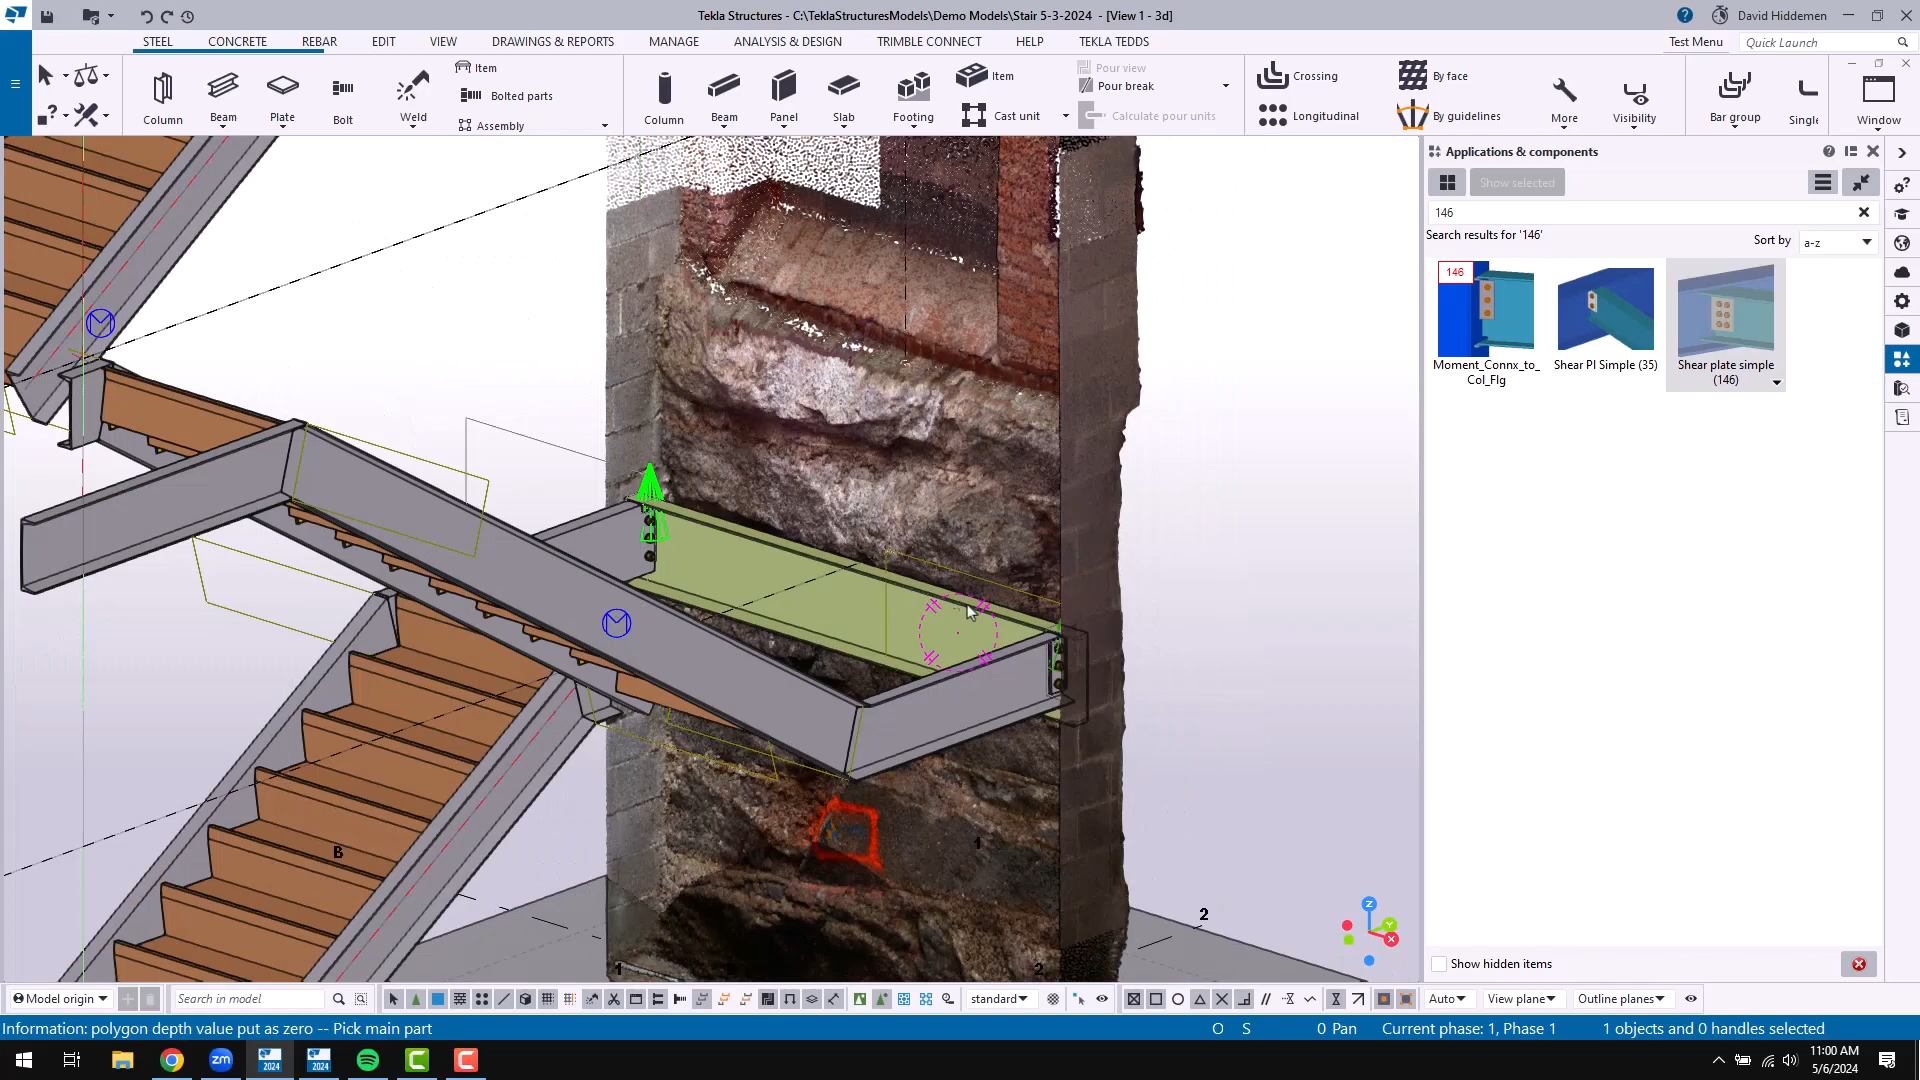 Tekla Structures - C:\TeklaStructuresModels\Demo Models\Stair 5-3-2024 - [View 1 - 3d]
David Hiddemen
STEEL CONCRETE REBAR EDIT VIEW DRAWINGS & REPORTS MANAGE ANALYSIS & DESIGN TRIMBLE CONNECT HELP TEKLA TEDDS
Test Menu
Quick Launch
Column
Beam
Plate
Bolt
Weld
Item
Bolted parts
Assembly
Column
Beam
Panel
Slab
Footing
Item
Cast unit
Pour view
Pour break
Calculate pour units
Crossing
Longitudinal
By face
By guidelines
More
Visibility
Bar group
Single
Window
Applications & components
Show selected
146
Search results for '146'
Sort by
a-z
146
Moment_Connx_to_
Col_Flg
Shear Pl Simple (35)
Shear plate simple
(146)
B
1
2
1
2
Z
Y
X
Show hidden items
Model origin
Search in model
standard
Auto
View plane
Outline planes
Information: polygon depth value put as zero -- Pick main part
O S 0 Pan Current phase: 1, Phase 1 1 objects and 0 handles selected
zm
2024
2024
11:00 AM
5/6/2024